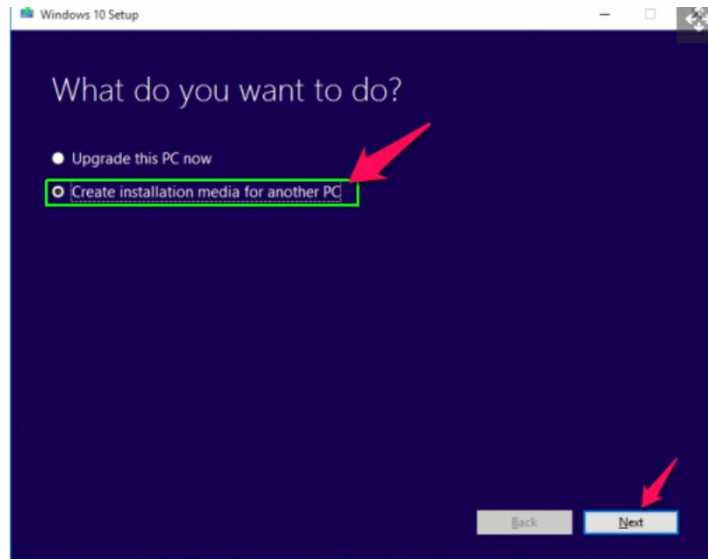 Windows 10 Setup
What do you want to do?
Upgrade this PC now
Create installation media for another PC
Back
Next